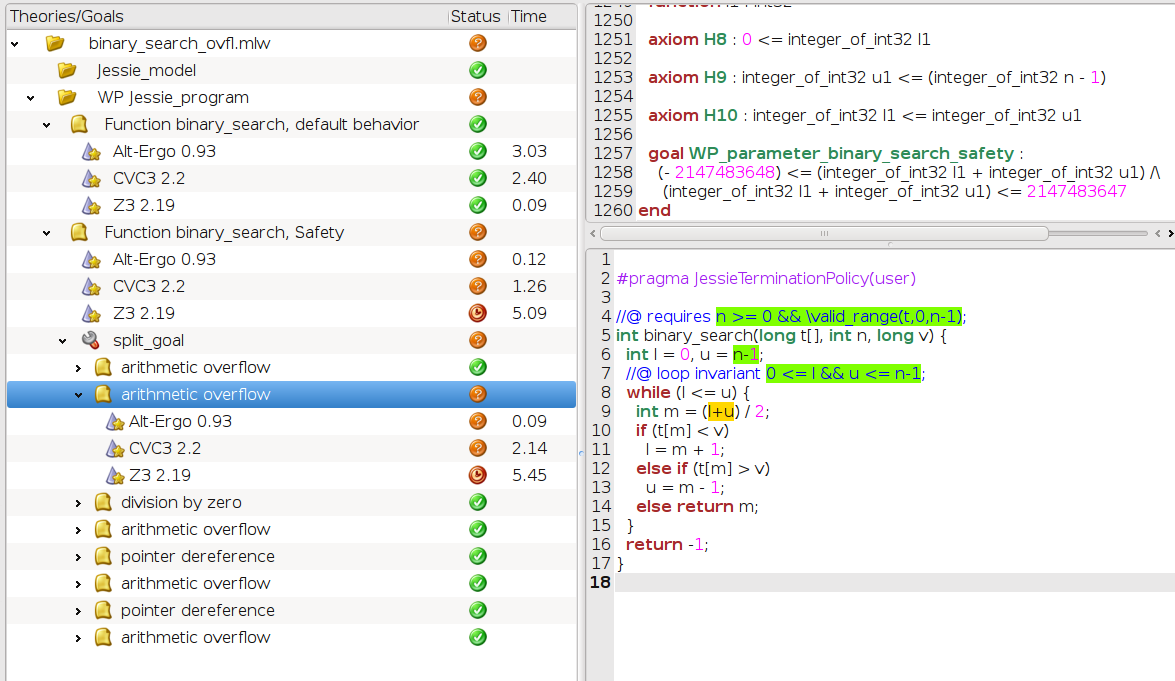 Theories/Goals Status Time
binary_search_ovfl.mlw
Jessie_model
WP Jessie_program
Function binary_search, default behavior
Alt-Ergo 0.93 3.03
CVC3 2.2 2.40
Z3 2.19 0.09
Function binary_search, Safety
Alt-Ergo 0.93 0.12
CVC3 2.2 1.26
Z3 2.19 5.09
split_goal
arithmetic overflow
arithmetic overflow
Alt-Ergo 0.93 0.09
CVC3 2.2 2.14
Z3 2.19 5.45
division by zero
arithmetic overflow
pointer dereference
arithmetic overflow
pointer dereference
arithmetic overflow
1250
1251 axiom H8 : 0 <= integer_of_int32 l1
1252
1253 axiom H9 : integer_of_int32 u1 <= (integer_of_int32 n - 1)
1254
1255 axiom H10 : integer_of_int32 l1 <= integer_of_int32 u1
1256
1257 goal WP_parameter_binary_search_safety :
1258 (- 2147483648) <= (integer_of_int32 l1 + integer_of_int32 u1) /\
1259 (integer_of_int32 l1 + integer_of_int32 u1) <= 2147483647
1260 end
1
2 #pragma JessieTerminationPolicy(user)
3
4 //@ requires n >= 0 && \valid_range(t,0,n-1);
5 int binary_search(long t[], int n, long v) {
6 int l = 0, u = n-1;
7 //@ loop invariant 0 <= l && u <= n-1;
8 while (l <= u) {
9 int m = (l+u) / 2;
10 if (t[m] < v)
11 l = m + 1;
12 else if (t[m] > v)
13 u = m - 1;
14 else return m;
15 }
16 return -1;
17 }
18